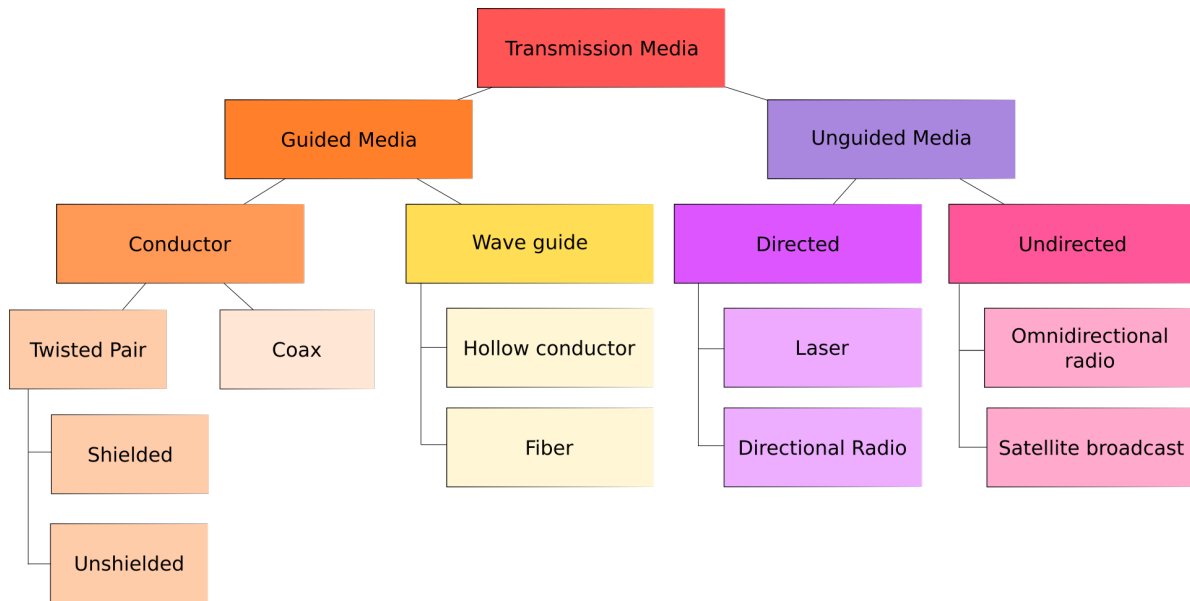 Transmission Media
Guided Media
Unguided Media
Conductor
Wave guide
Directed
Undirected
Twisted Pair
Coax
Hollow conductor
Laser
Omnidirectional
radio
Shielded
Fiber
Directional Radio
Satellite broadcast
Unshielded